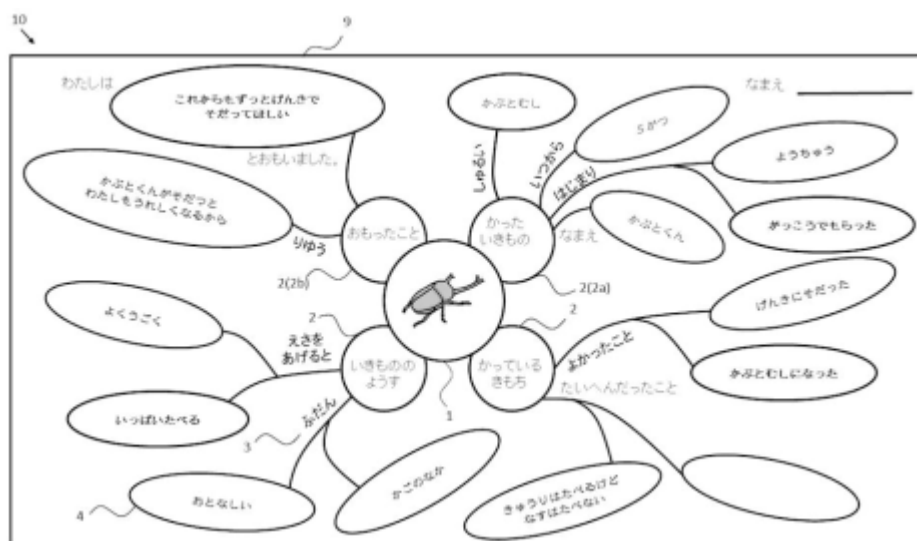 10
9
わたしは
これからもずっとげんきで
そだってほしい
とおもいました。
かぶとむし
しゅるい
いつから
5がつ
はじまり
ようちゅう
がっこうでもらった
なまえ
かぶとくん
なまえ
かぶとくんがそだつと
わたしもうれしくなるから
りゆう
おもったこと
かった
いきもの
2(2b)
2(2a)
2
2
よくうごく
えさを
あげると
いきものの
ようす
いっぱいたべる
3
ふだん
1
かっている
きもち
よかったこと
げんきにそだった
かぶとむしになった
たいへんだったこと
4
おとなしい
かごのなか
きゅうりはたべるけど
なすはたべない